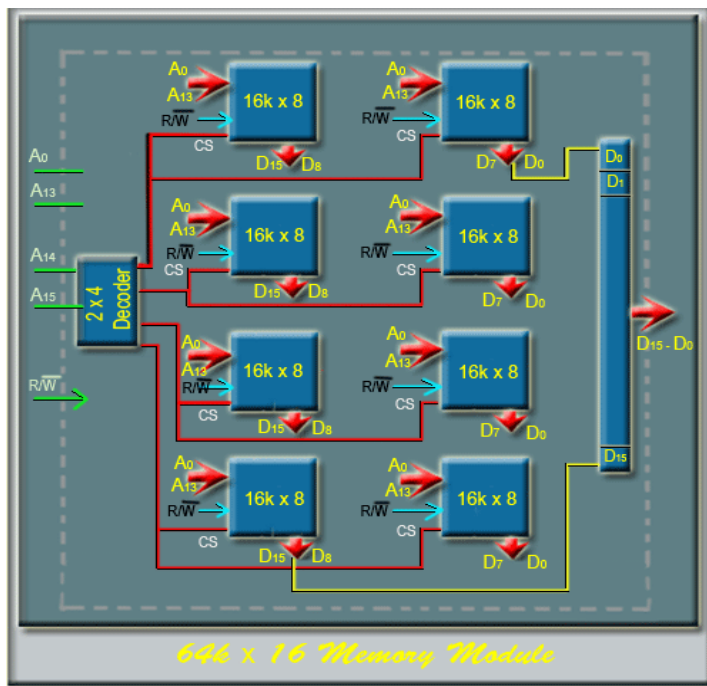 A0
A13
A14
A15
R/W̅
2 x 4
Decoder
A0
A13
R/W̅
CS
16k x 8
D15 D8
A0
A13
R/W̅
CS
16k x 8
D7 D0
A0
A13
R/W̅
CS
16k x 8
D15 D8
A0
A13
R/W̅
CS
16k x 8
D7 D0
A0
A13
R/W̅
CS
16k x 8
D15 D8
A0
A13
R/W̅
CS
16k x 8
D7 D0
A0
A13
R/W̅
CS
16k x 8
D15 D8
A0
A13
R/W̅
CS
16k x 8
D7 D0
D0
D1
D15
D15 - D0
64k x 16 Memory Module